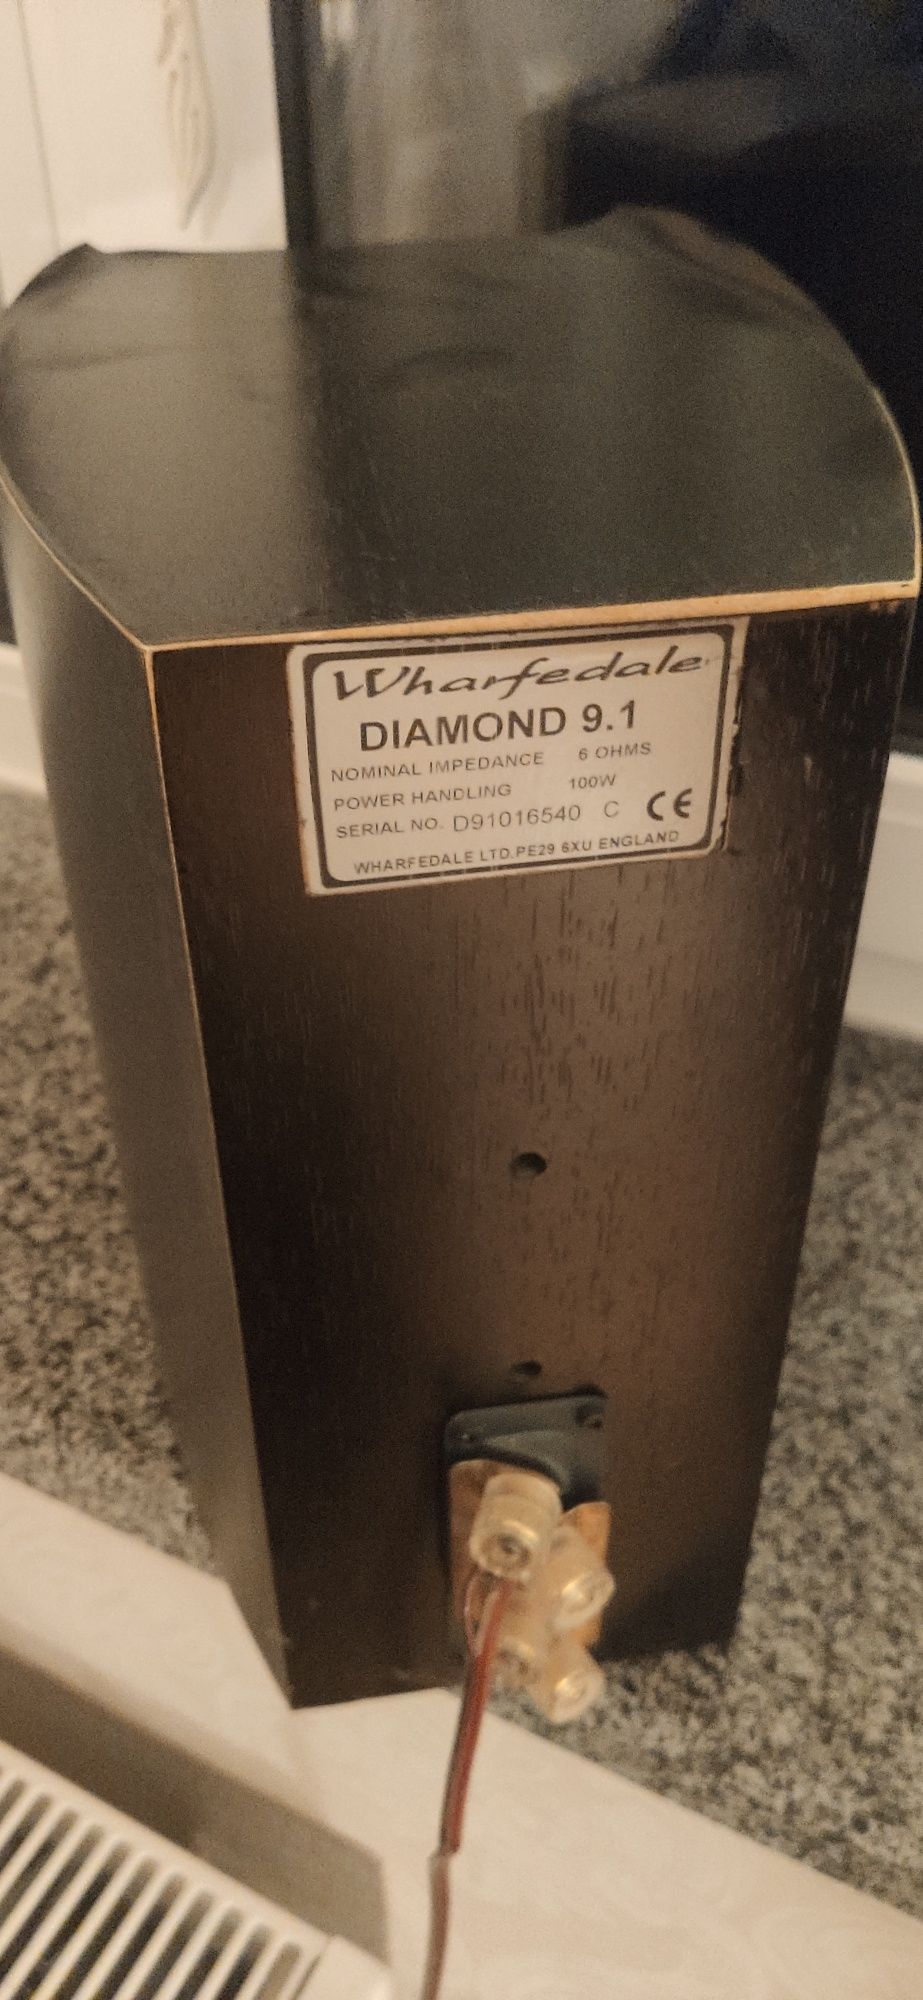 Wharfedale
DIAMOND 9.1
NOMINAL IMPEDANCE 6 OHMS
POWER HANDLING 100W
SERIAL NO. D91016540 C CE
WHARFEDALE LTD.PE29 6XU ENGLAND